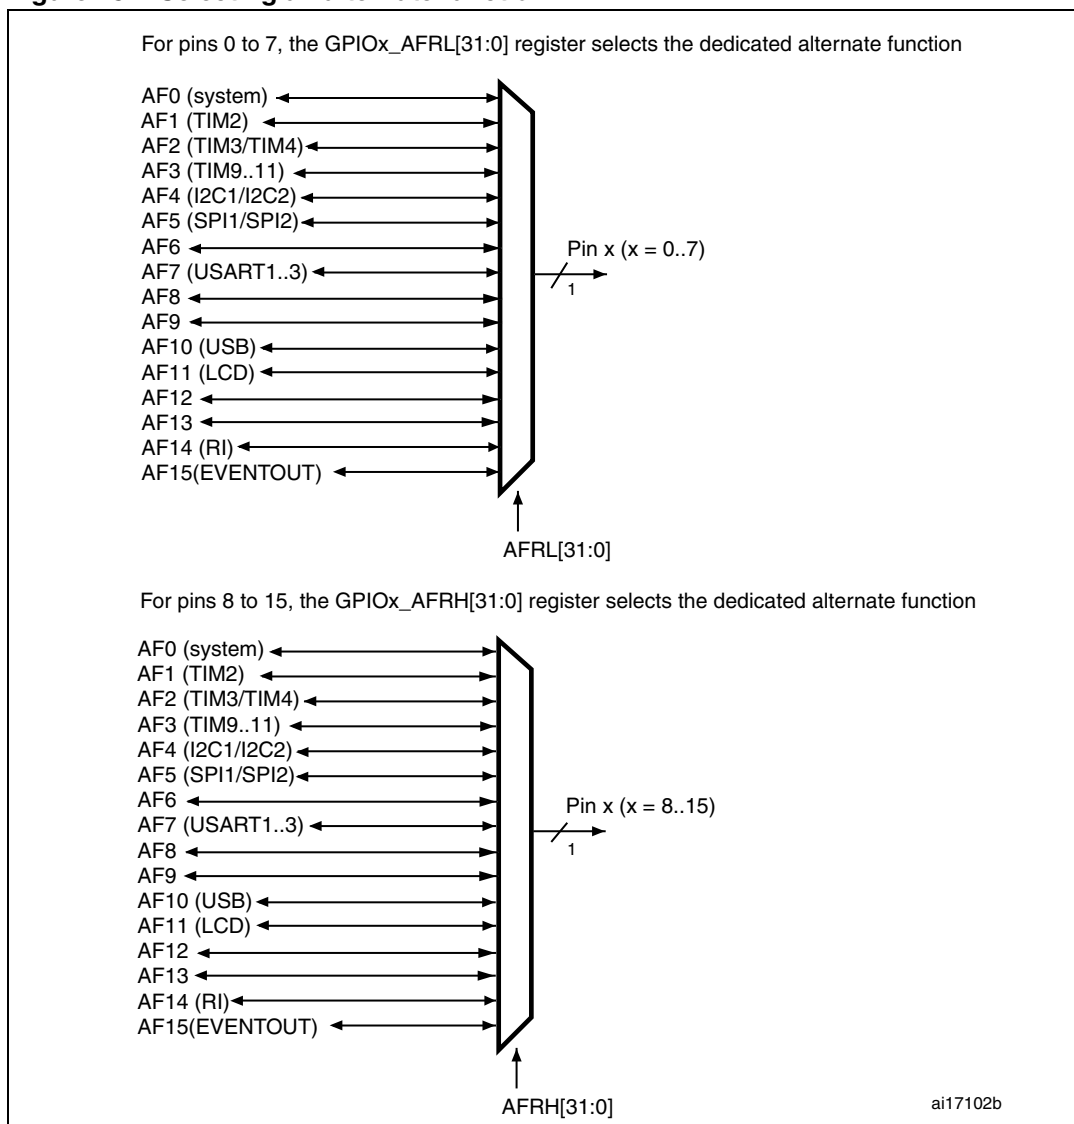 For pins 0 to 7, the GPIOx_AFRL[31:0] register selects the dedicated alternate function
AF0 (system)
AF1 (TIM2)
AF2 (TIM3/TIM4)
AF3 (TIM9..11)
AF4 (I2C1/I2C2)
AF5 (SPI1/SPI2)
AF6
Pin x (x = 0..7)
AF7 (USART1..3)
1
AF8
AF9
AF10 (USB)
AF11 (LCD)
AF12
AF13
AF14 (RI)
AF15(EVENTOUT)
AFRL[31:0]
For pins 8 to 15, the GPIOx_AFRH[31:0] register selects the dedicated alternate function
AF0 (system)
AF1 (TIM2)
AF2 (TIM3/TIM4)
AF3 (TIM9..11)
AF4 (I2C1/I2C2)
AF5 (SPI1/SPI2)
AF6
Pin x (x = 8..15)
AF7 (USART1..3)
1
AF8
AF9
AF10 (USB)
AF11 (LCD)
AF12
AF13
AF14 (RI)
AF15(EVENTOUT)
AFRH[31:0]
ai17102b